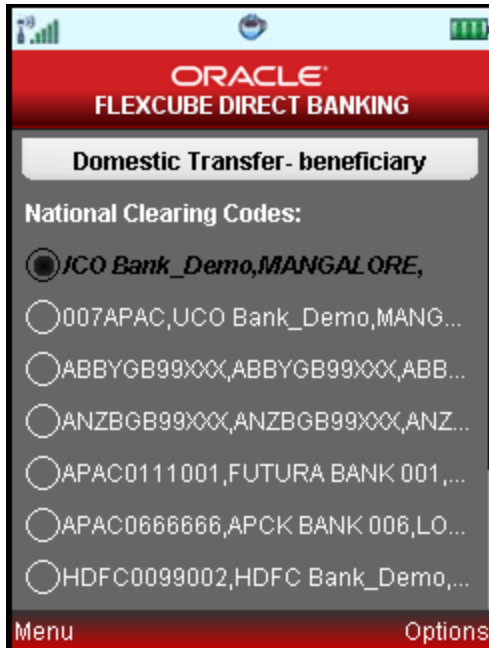 ORACLE
FLEXCUBE DIRECT BANKING
Domestic Transfer- beneficiary
National Clearing Codes:
JCO Bank_Demo,MANGALORE,
007APAC,UCO Bank_Demo,MANG...
ABBYGB99XXX,ABBYGB99XXX,ABB...
ANZBGB99XXX,ANZBGB99XXX,ANZ...
APAC0111001,FUTURA BANK 001,...
APAC0666666,APCK BANK 006,LO...
HDFC0099002,HDFC Bank_Demo,...
Menu
Options